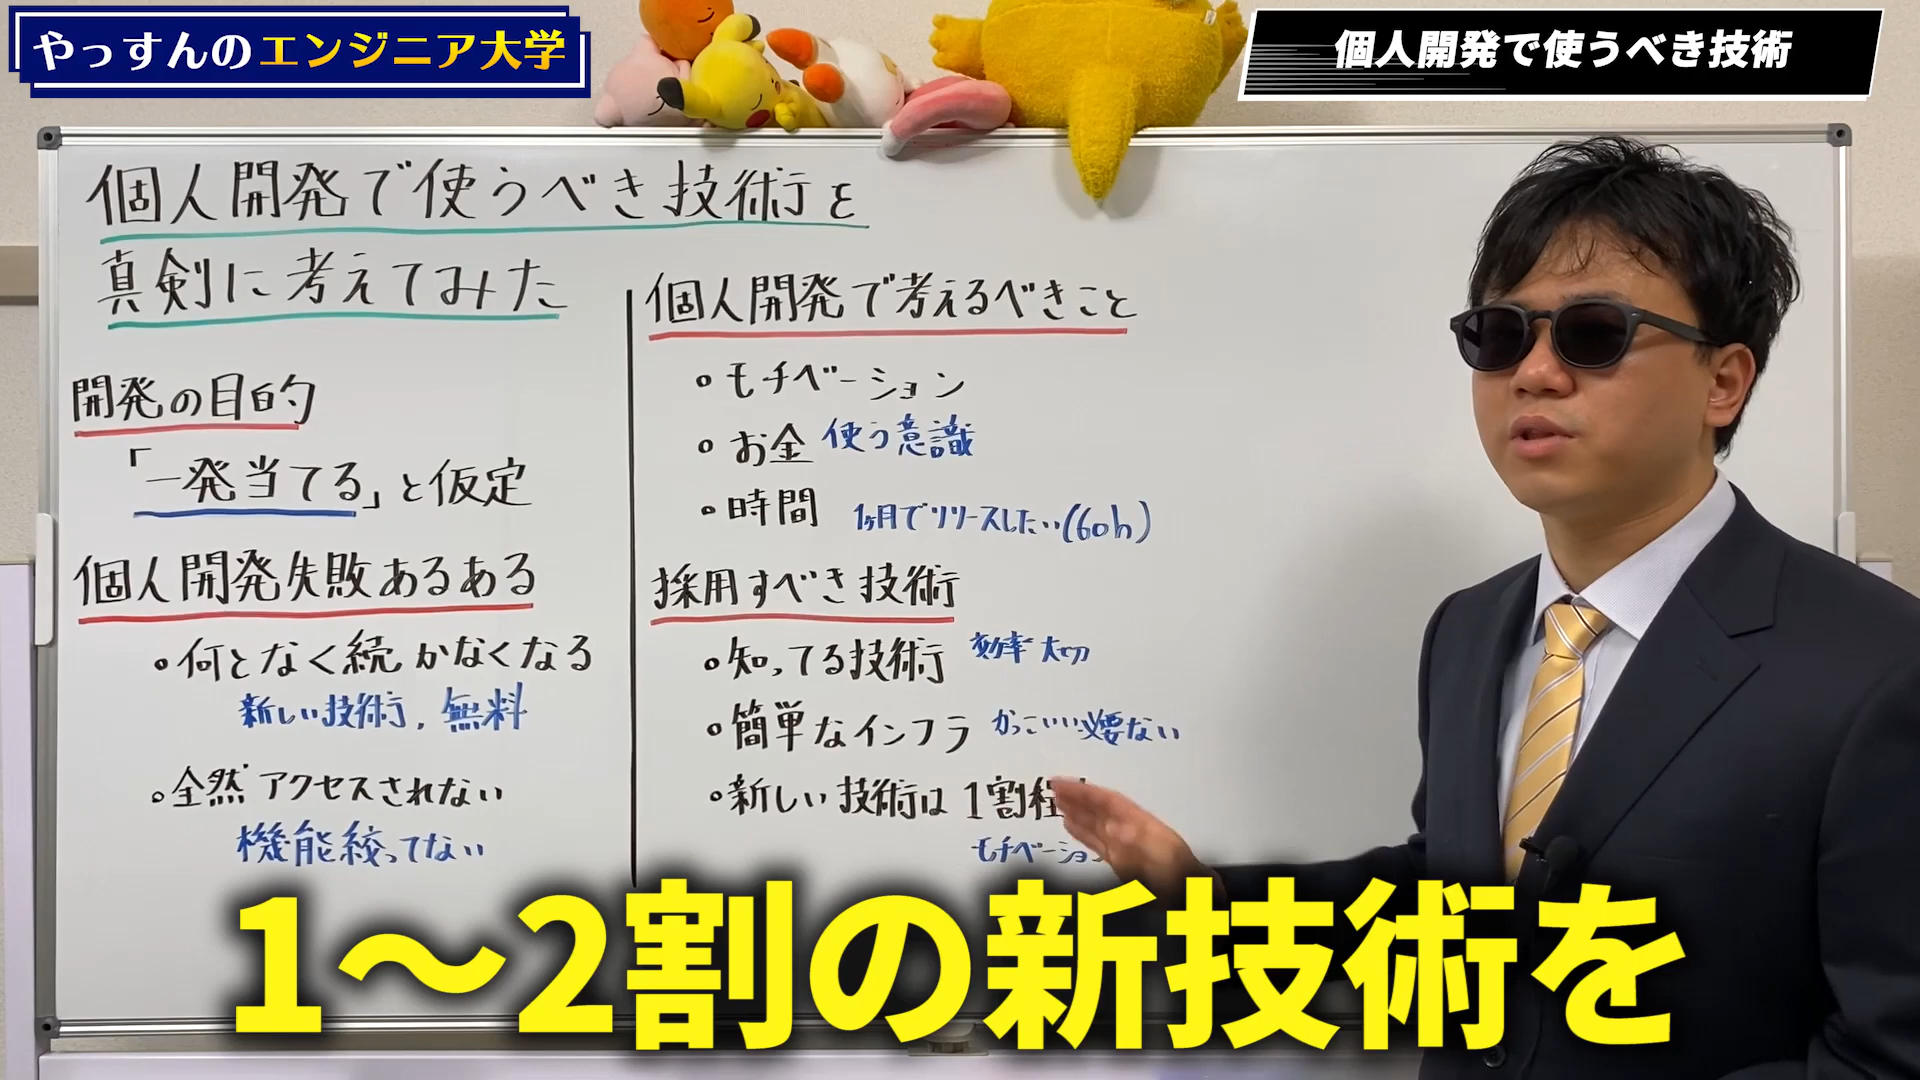 やっすんのエンジニア大学
個人開発で使うべき技術
個人開発で使うべき技術を
真剣に考えてみた
開発の目的
「一発当てる」と仮定
個人開発失敗あるある
・何となく続かなくなる
新しい技術, 無料
・全然アクセスされない
機能絞ってない
個人開発で考えるべきこと
・モチベーション
・お金 使う意識
・時間 1ヶ月でリリースしたい(60h)
採用すべき技術
・知ってる技術 効率大切
・簡単なインフラ かっこいい必要ない
・新しい技術は1割程
モチベーション
1〜2割の新技術を